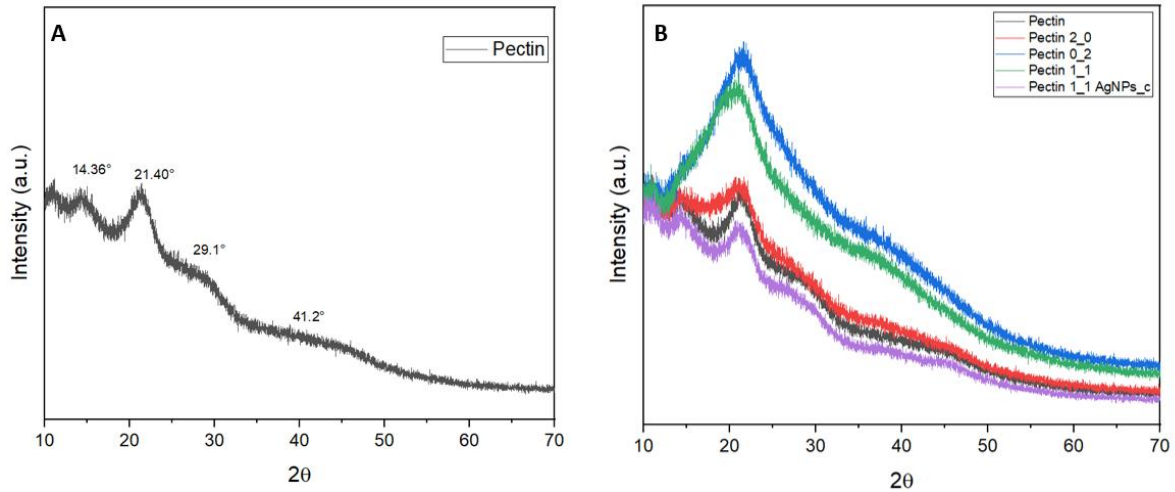 A
Pectin
14.36°
21.40°
29.1°
41.2°
Intensity (a.u.)
10 20 30 40 50 60 70
2θ
B
Pectin
Pectin 2_0
Pectin 0_2
Pectin 1_1
Pectin 1_1 AgNPs_c
Intensity (a.u.)
10 20 30 40 50 60 70
2θ